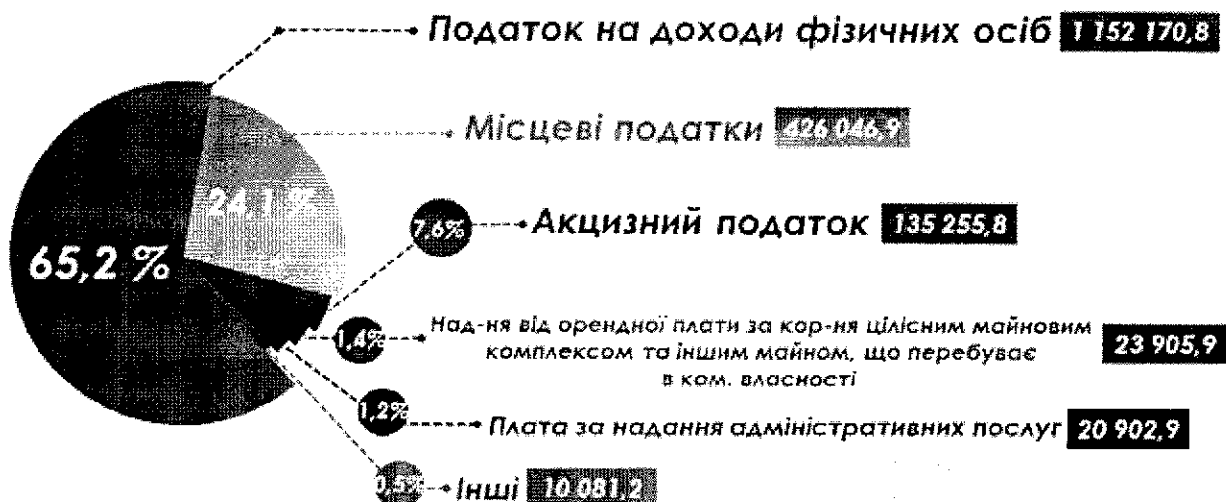 Податок на доходи фізичних осіб 1 152 170,8
Місцеві податки 426 046,9
24,1 %
65,2 %
7,6% Акцизний податок 135 255,8
1,4% Над-ня від орендної плати за кор-ня цілісним майновим
комплексом та іншим майном, що перебуває
в ком. власності
23 905,9
1,2% Плата за надання адміністративних послуг 20 902,9
0,5% Інші 10 081,2